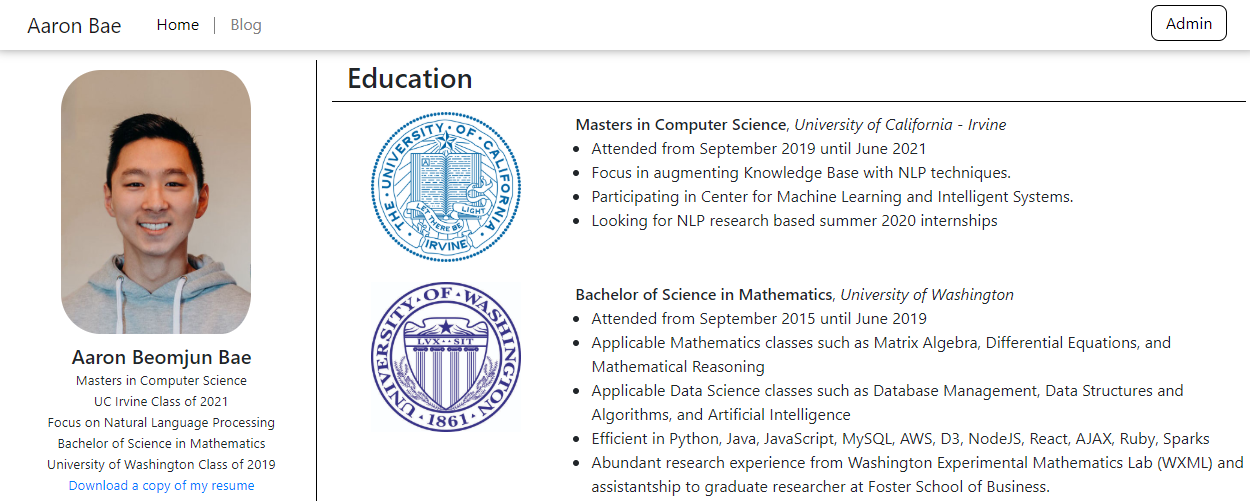 Aaron Bae
Home | Blog
Admin
Aaron Beomjun Bae
Masters in Computer Science
UC Irvine Class of 2021
Focus on Natural Language Processing
Bachelor of Science in Mathematics
University of Washington Class of 2019
Download a copy of my resume
Education
THE UNIVERSITY OF CALIFORNIA
LET THERE BE LIGHT
IRVINE
Masters in Computer Science, University of California - Irvine
• Attended from September 2019 until June 2021
• Focus in augmenting Knowledge Base with NLP techniques.
• Participating in Center for Machine Learning and Intelligent Systems.
• Looking for NLP research based summer 2020 internships
UNIVERSITY OF WASHINGTON
LVX SIT
1861
Bachelor of Science in Mathematics, University of Washington
• Attended from September 2015 until June 2019
• Applicable Mathematics classes such as Matrix Algebra, Differential Equations, and
Mathematical Reasoning
• Applicable Data Science classes such as Database Management, Data Structures and
Algorithms, and Artificial Intelligence
• Efficient in Python, Java, JavaScript, MySQL, AWS, D3, NodeJS, React, AJAX, Ruby, Sparks
• Abundant research experience from Washington Experimental Mathematics Lab (WXML) and
assistantship to graduate researcher at Foster School of Business.